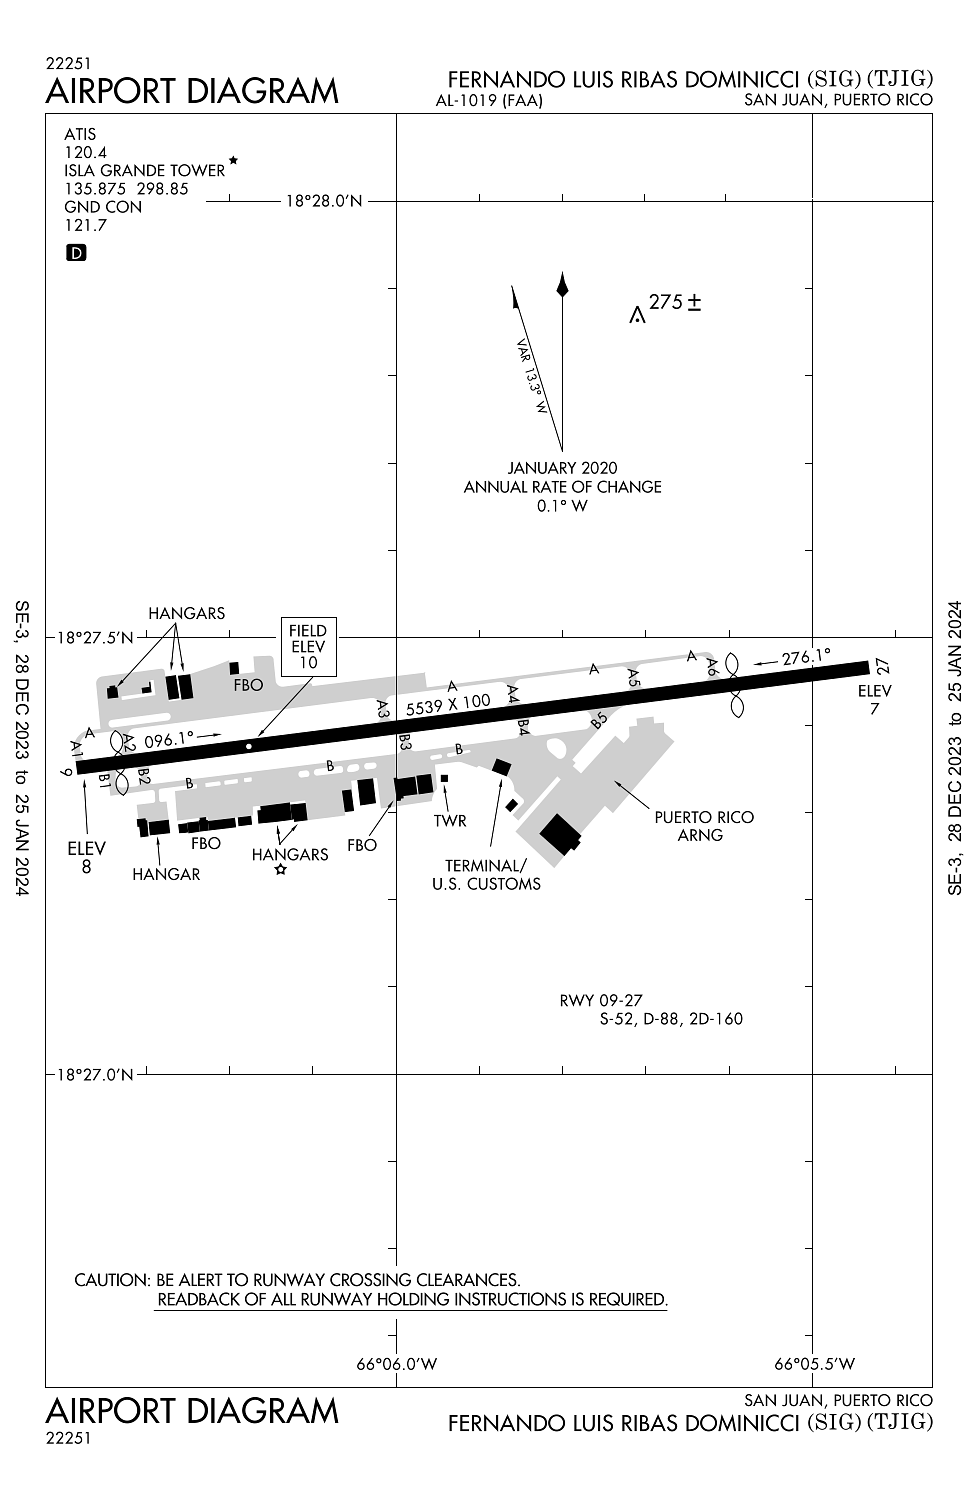 22251
AIRPORT DIAGRAM
FERNANDO LUIS RIBAS DOMINICCI (SIG) (TJIG)
AL-1019 (FAA)
SAN JUAN, PUERTO RICO
ATIS
120.4
ISLA GRANDE TOWER
135.875 298.85
GND CON
121.7
D
18°28.0'N
275 ±
VAR 13.3° W
JANUARY 2020
ANNUAL RATE OF CHANGE
0.1° W
SE-3, 28 DEC 2023 to 25 JAN 2024
SE-3, 28 DEC 2023 to 25 JAN 2024
HANGARS
18°27.5'N
FIELD
ELEV
10
FBO
A
A
A
A6
276.1°
27
ELEV
7
A5
A4
A3
5539 X 100
A
A1
A2
096.1°
B3
B4
B5
9
B1
B2
B
B
B
ELEV
8
HANGAR
FBO
HANGARS
FBO
TWR
TERMINAL/
U.S. CUSTOMS
PUERTO RICO
ARNG
RWY 09-27
S-52, D-88, 2D-160
18°27.0'N
CAUTION: BE ALERT TO RUNWAY CROSSING CLEARANCES.
READBACK OF ALL RUNWAY HOLDING INSTRUCTIONS IS REQUIRED.
66°06.0'W
66°05.5'W
AIRPORT DIAGRAM
22251
SAN JUAN, PUERTO RICO
FERNANDO LUIS RIBAS DOMINICCI (SIG) (TJIG)